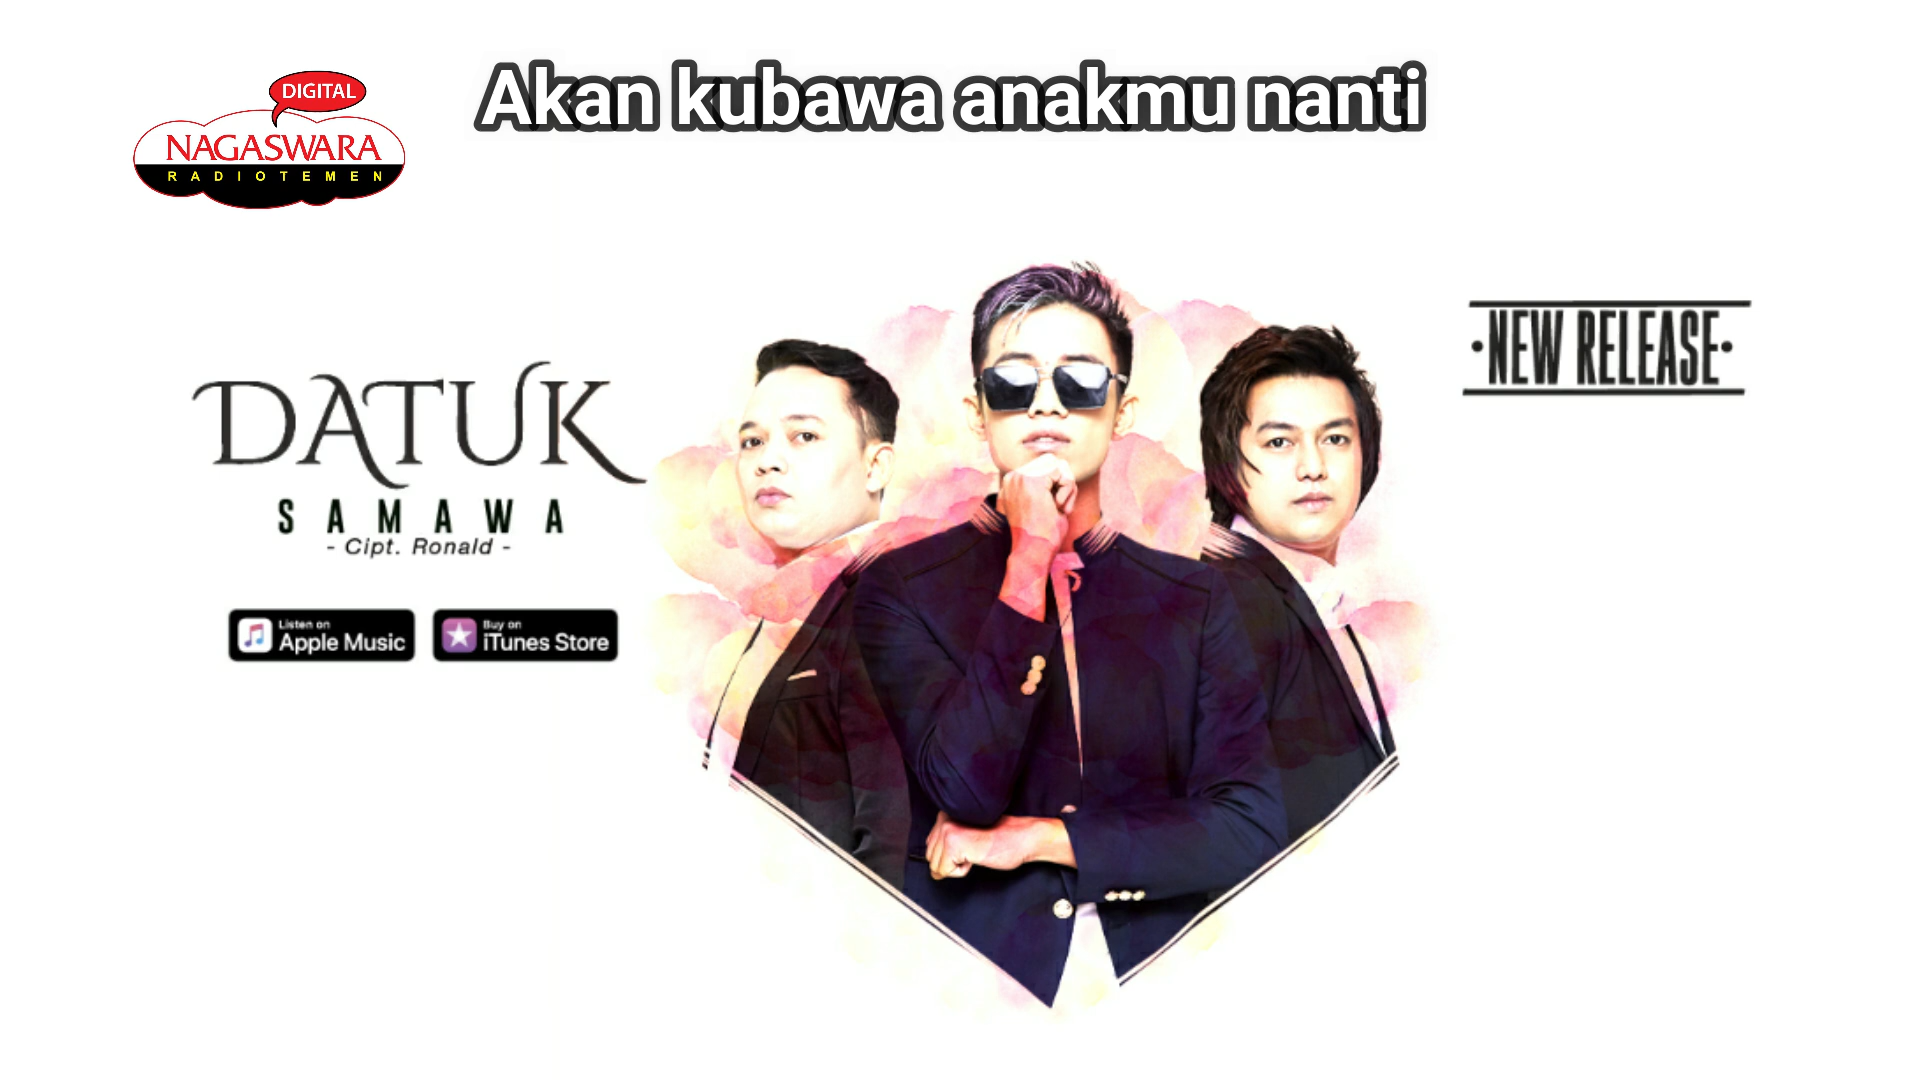 Akan kubawa anakmu nanti
DIGITAL
NAGASWARA
RADIOTEMEN
•NEW RELEASE•
DATUK
SAMAWA
- Cipt. Ronald -
Listen on
Apple Music
Buy on
iTunes Store